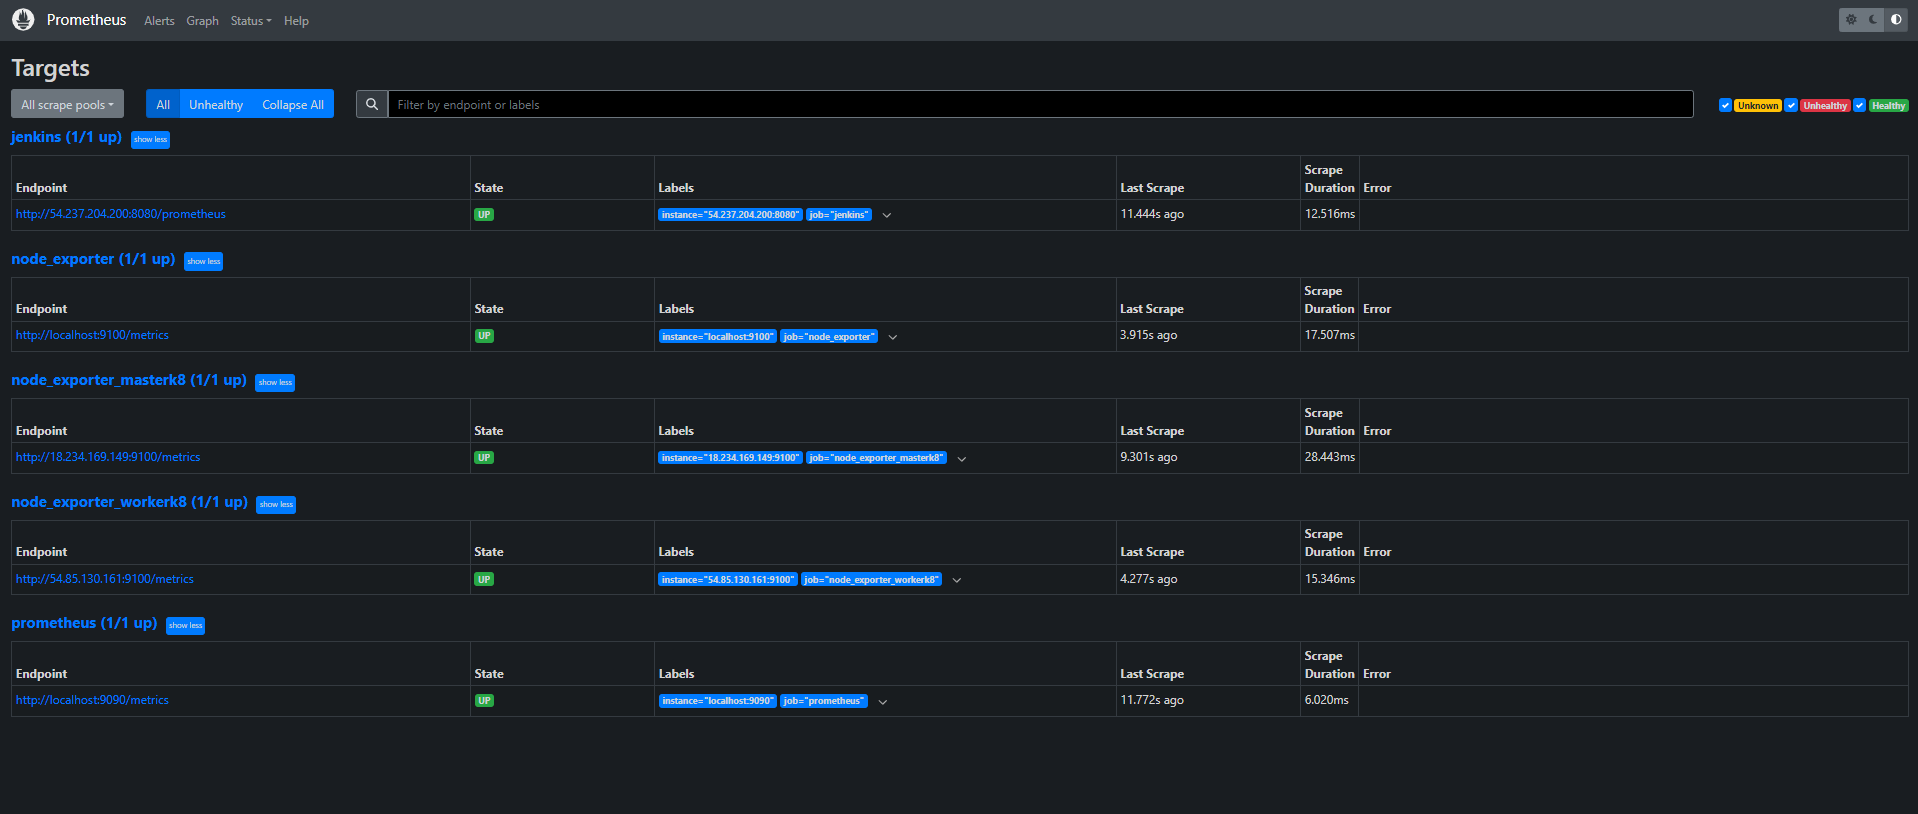 Prometheus Alerts Graph Status Help
Targets
All scrape pools All Unhealthy Collapse All Filter by endpoint or labels Unknown Unhealthy Healthy
jenkins (1/1 up) show less
Endpoint State Labels Last Scrape Scrape Duration Error
http://54.237.204.200:8080/prometheus UP instance="54.237.204.200:8080" job="jenkins" 11.444s ago 12.516ms
node_exporter (1/1 up) show less
Endpoint State Labels Last Scrape Scrape Duration Error
http://localhost:9100/metrics UP instance="localhost:9100" job="node_exporter" 3.915s ago 17.507ms
node_exporter_masterk8 (1/1 up) show less
Endpoint State Labels Last Scrape Scrape Duration Error
http://18.234.169.149:9100/metrics UP instance="18.234.169.149:9100" job="node_exporter_masterk8" 9.301s ago 28.443ms
node_exporter_workerk8 (1/1 up) show less
Endpoint State Labels Last Scrape Scrape Duration Error
http://54.85.130.161:9100/metrics UP instance="54.85.130.161:9100" job="node_exporter_workerk8" 4.277s ago 15.346ms
prometheus (1/1 up) show less
Endpoint State Labels Last Scrape Scrape Duration Error
http://localhost:9090/metrics UP instance="localhost:9090" job="prometheus" 11.772s ago 6.020ms